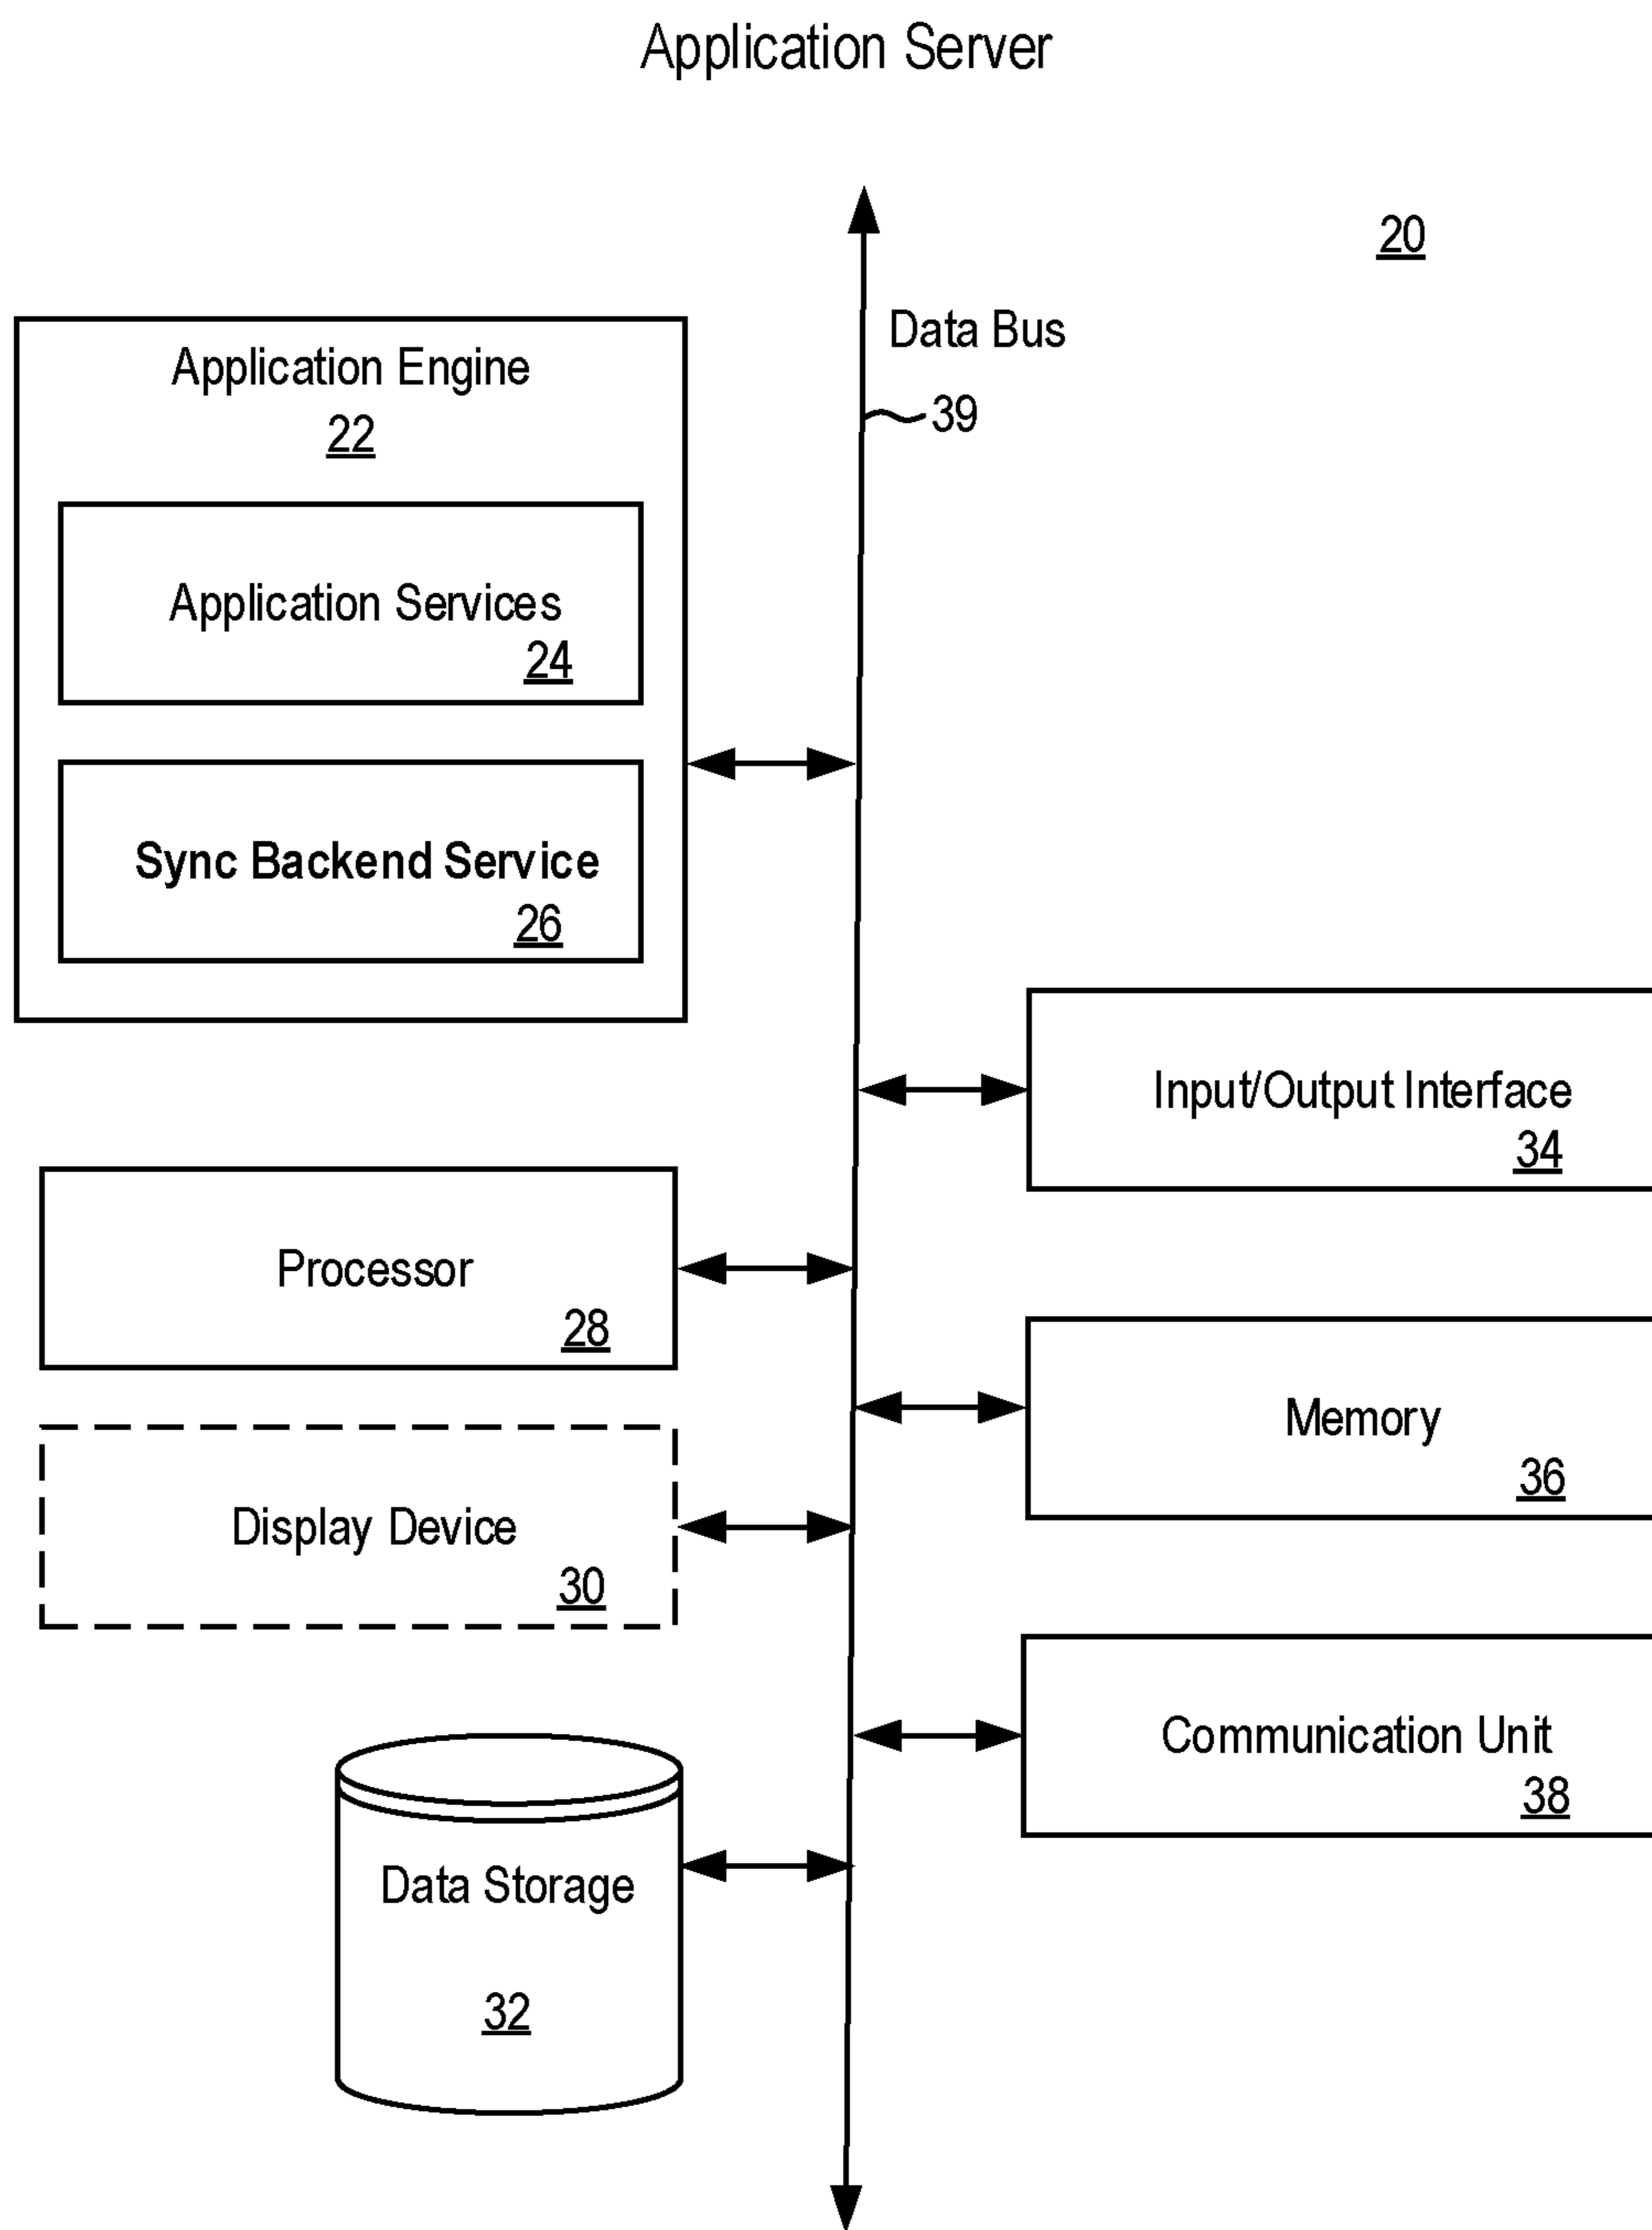 Application Server
20
Data Bus
39
Application Engine
22
Application Services
24
Sync Backend Service
26
Input/Output Interface
34
Processor
28
Memory
36
Display Device
30
Communication Unit
38
Data Storage
32